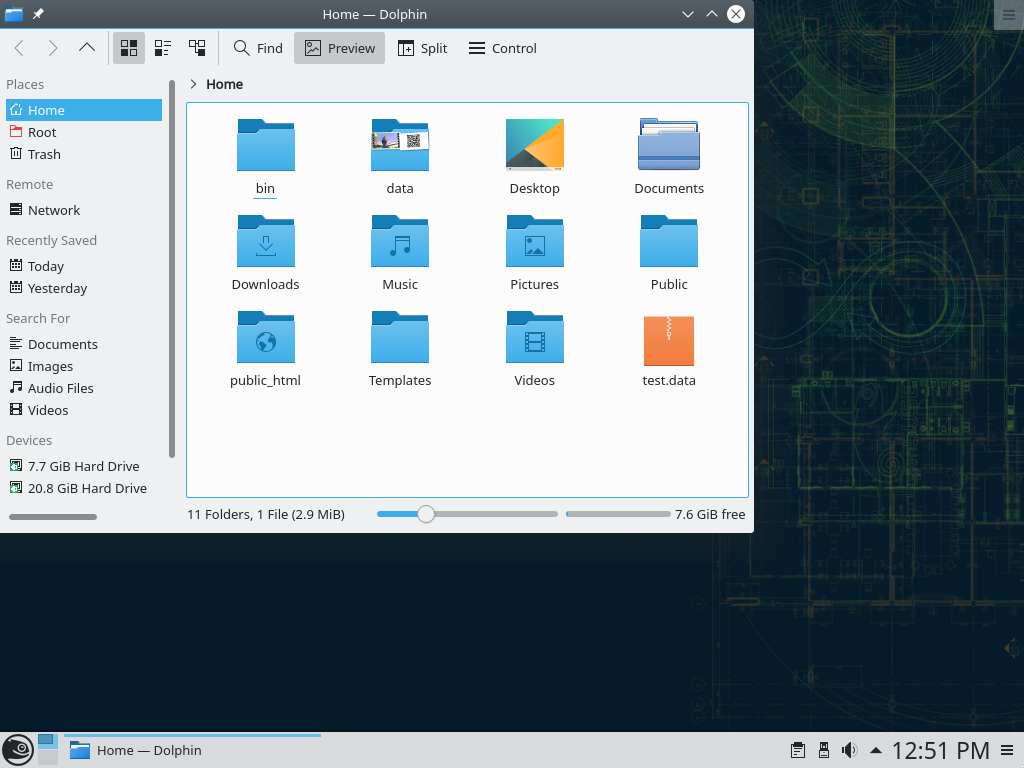 Home — Dolphin
Find
Preview
Split
Control
Places
Home
Root
Trash
Remote
Network
Recently Saved
Today
Yesterday
Search For
Documents
Images
Audio Files
Videos
Devices
7.7 GiB Hard Drive
20.8 GiB Hard Drive
Home
bin
data
Desktop
Documents
Downloads
Music
Pictures
Public
public_html
Templates
Videos
test.data
11 Folders, 1 File (2.9 MiB)
7.6 GiB free
Home — Dolphin
12:51 PM